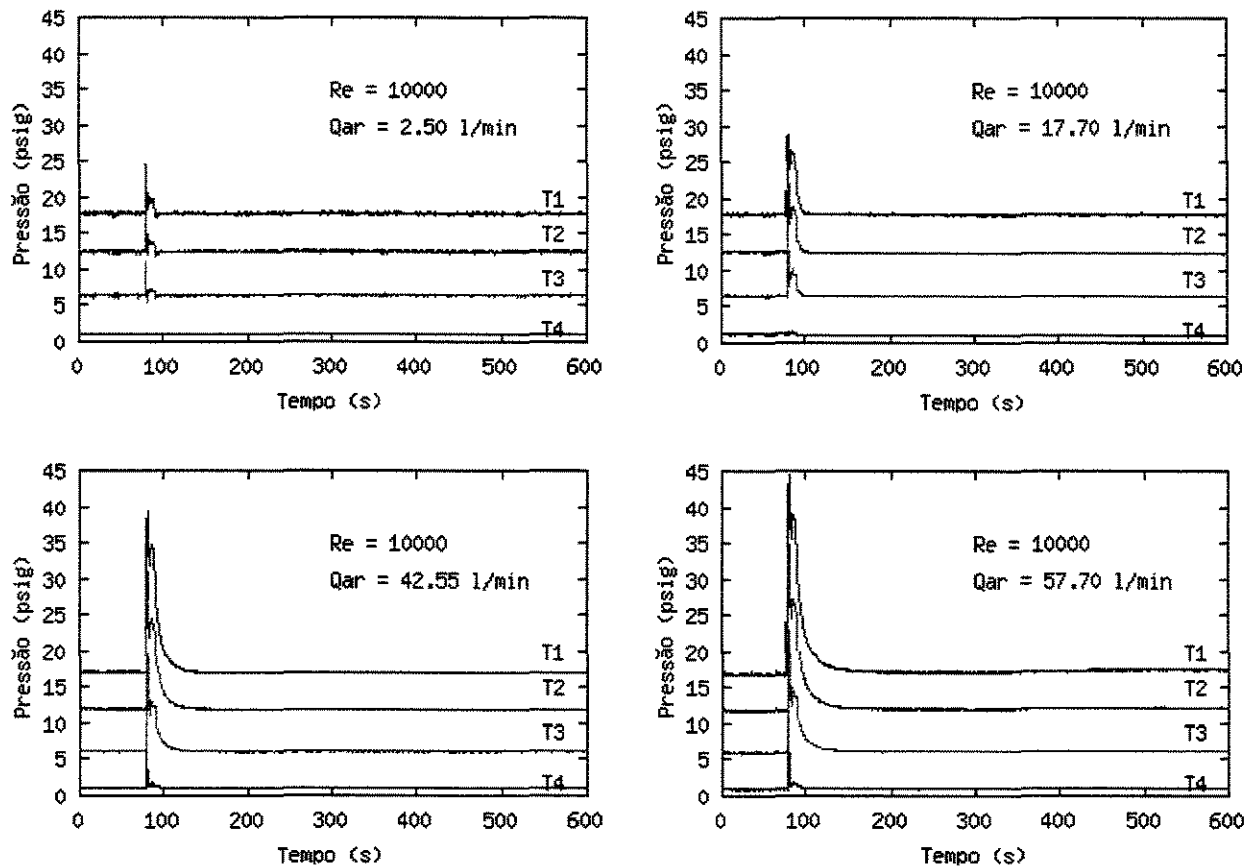 45
40
35
30
25
20
15
10
5
0
Pressão (psig)
Re = 10000
Qar = 2.50 l/min
T1
T2
T3
T4
0 100 200 300 400 500 600
Tempo (s)
45
40
35
30
25
20
15
10
5
0
Pressão (psig)
Re = 10000
Qar = 17.70 l/min
T1
T2
T3
T4
0 100 200 300 400 500 600
Tempo (s)
45
40
35
30
25
20
15
10
5
0
Pressão (psig)
Re = 10000
Qar = 42.55 l/min
T1
T2
T3
T4
0 100 200 300 400 500 600
Tempo (s)
45
40
35
30
25
20
15
10
5
0
Pressão (psig)
Re = 10000
Qar = 57.70 l/min
T1
T2
T3
T4
0 100 200 300 400 500 600
Tempo (s)